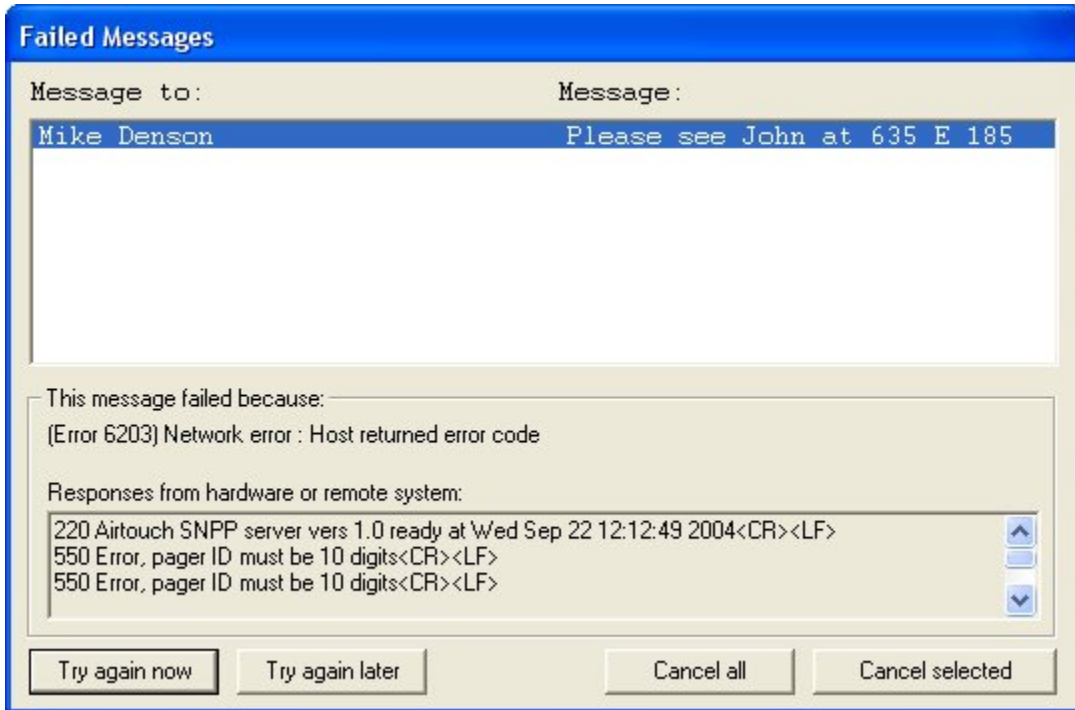 Failed Messages
Message to: Message:
Mike Denson Please see John at 635 E 185
This message failed because:
(Error 6203) Network error : Host returned error code
Responses from hardware or remote system:
220 Airtouch SNPP server vers 1.0 ready at Wed Sep 22 12:12:49 2004<CR><LF>
550 Error, pager ID must be 10 digits<CR><LF>
550 Error, pager ID must be 10 digits<CR><LF>
Try again now Try again later Cancel all Cancel selected